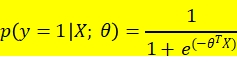 p(y = 1|X; θ) = 1 / (1 + e^(−θ^T X))